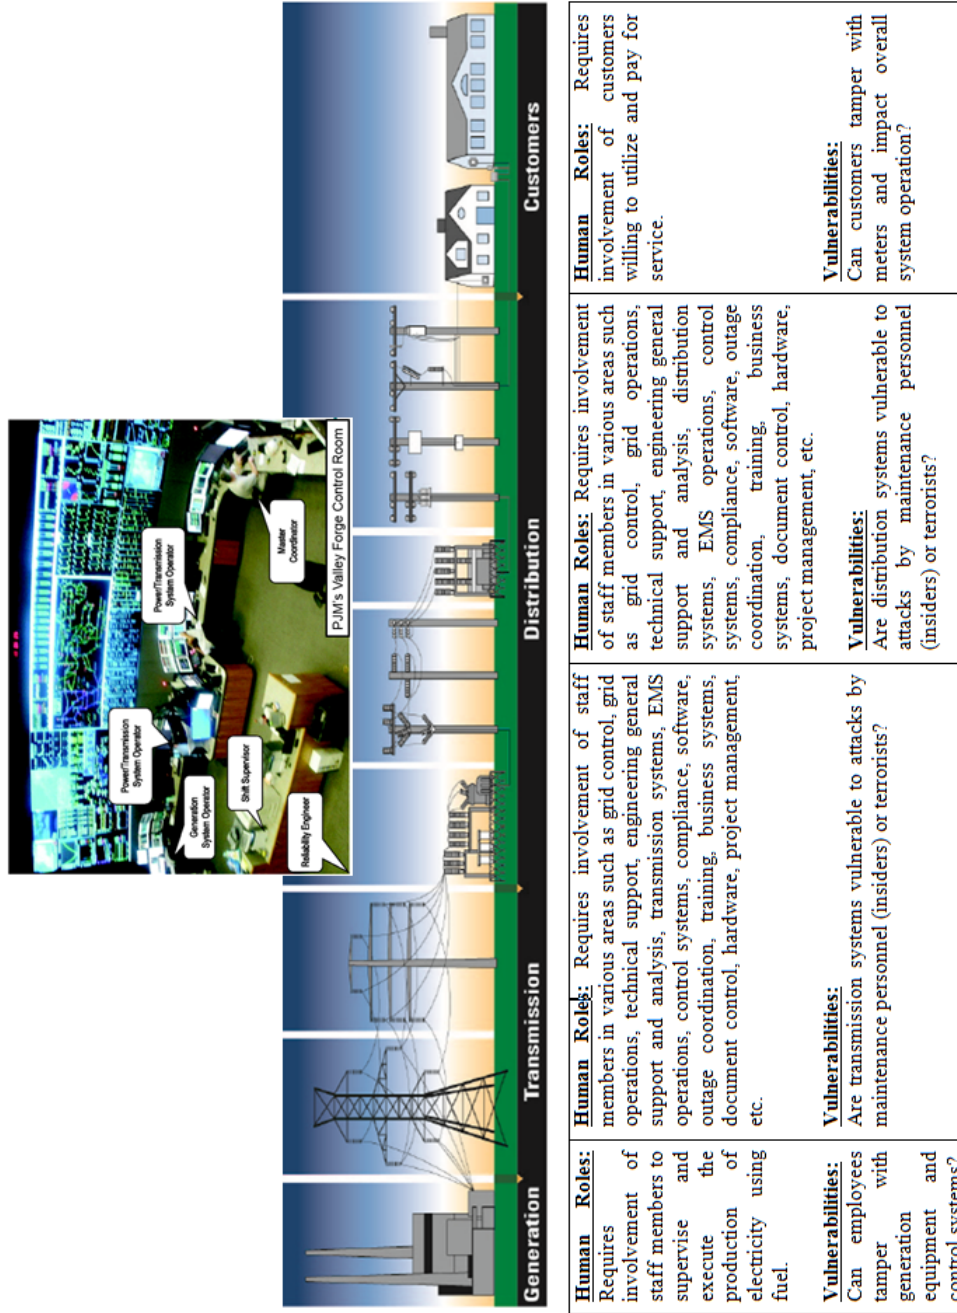 Power/Transmission
System Operator
Power/Transmission
System Operator
Generation
System Operator
Shift Supervisor
Reliability Engineer
Master
Coordinator
PJM's Valley Forge Control Room
Generation
Transmission
Distribution
Customers
Human Roles:
Requires
involvement of
staff members to
supervise and
execute the
production of
electricity using
fuel.
Vulnerabilities:
Can employees
tamper with
generation
equipment and
control systems?
Human Roles: Requires involvement of staff
members in various areas such as grid control, grid
operations, technical support, engineering general
support and analysis, transmission systems, EMS
operations, control systems, compliance, software,
outage coordination, training, business systems,
document control, hardware, project management,
etc.
Vulnerabilities:
Are transmission systems vulnerable to attacks by
maintenance personnel (insiders) or terrorists?
Human Roles: Requires involvement
of staff members in various areas such
as grid control, grid operations,
technical support, engineering general
support and analysis, distribution
systems, EMS operations, control
systems, compliance, software, outage
coordination, training, business
systems, document control, hardware,
project management, etc.
Vulnerabilities:
Are distribution systems vulnerable to
attacks by maintenance personnel
(insiders) or terrorists?
Human Roles: Requires
involvement of customers
willing to utilize and pay for
service.
Vulnerabilities:
Can customers tamper with
meters and impact overall
system operation?